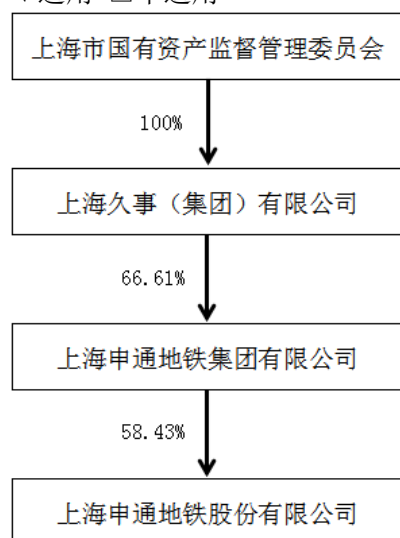 上海市国有资产监督管理委员会
100%
上海久事（集团）有限公司
66.61%
上海申通地铁集团有限公司
58.43%
上海申通地铁股份有限公司